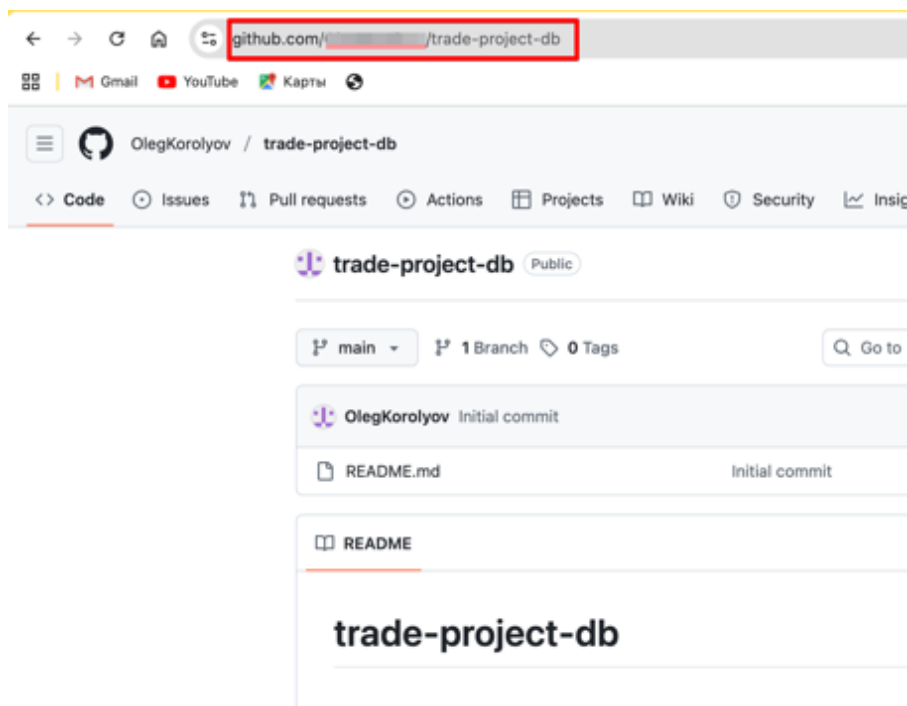 github.com/ /trade-project-db
Gmail YouTube Карты
OlegKorolyov / trade-project-db
<> Code Issues Pull requests Actions Projects Wiki Security Insig
trade-project-db Public
main 1 Branch 0 Tags Go to
OlegKorolyov Initial commit
README.md Initial commit
README
trade-project-db